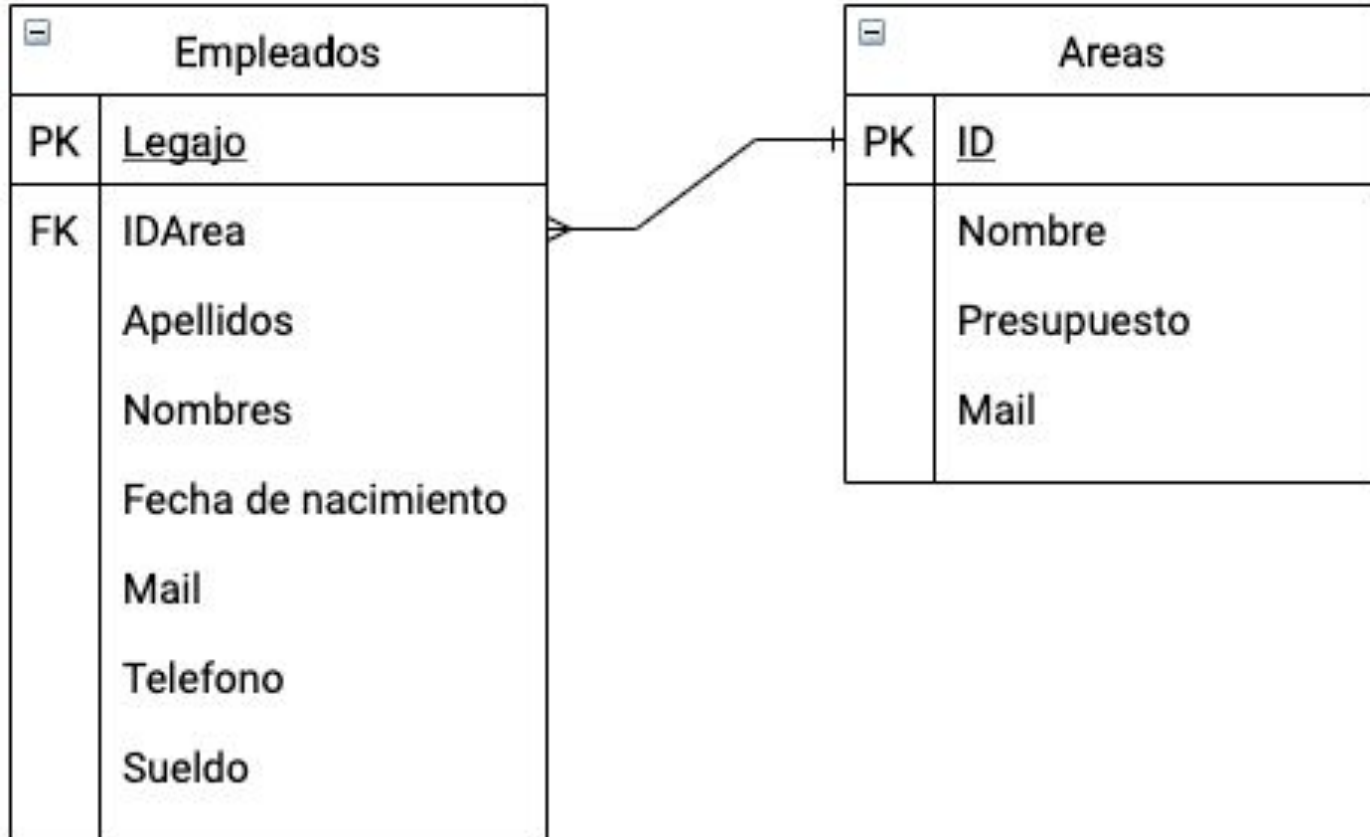 Empleados
PK Legajo
FK IDArea
Apellidos
Nombres
Fecha de nacimiento
Mail
Telefono
Sueldo
Areas
PK ID
Nombre
Presupuesto
Mail